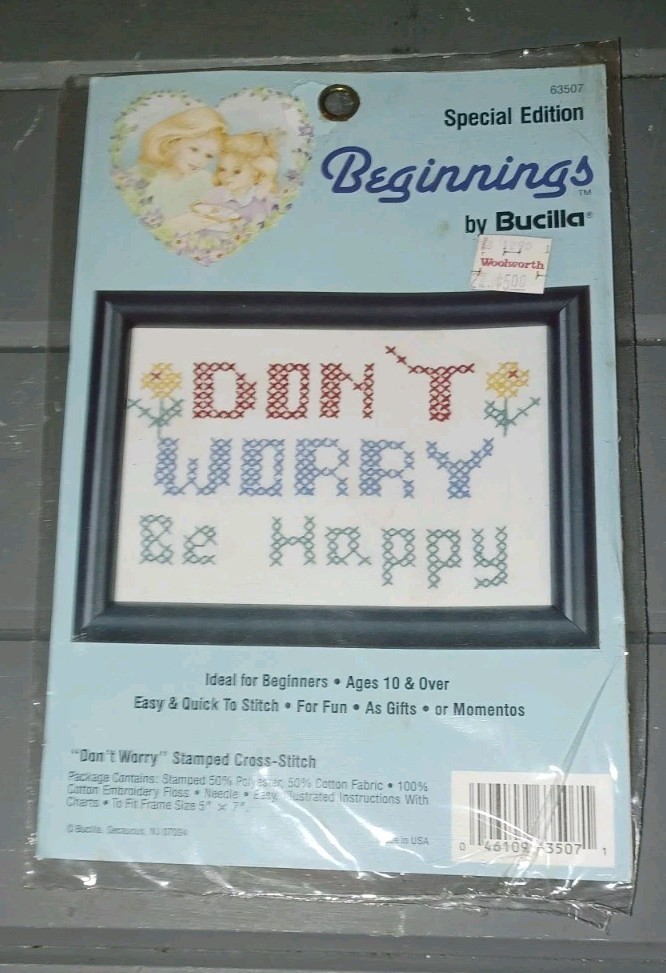 63507
Special Edition
Beginnings™
by Bucilla®
Woolworth
DON'T
WORRY
Be Happy
Ideal for Beginners • Ages 10 & Over
Easy & Quick To Stitch • For Fun • As Gifts • or Momentos
"Don't Worry" Stamped Cross-Stitch
Package Contains: Stamped 50% Polyester, 50% Cotton Fabric • 100%
Cotton Embroidery Floss • Needle • Easy, Illustrated Instructions With
Charts • To Fit Frame Size 5" x 7".
© Bucilla, Secaucus, NJ 07094
Made in USA
0 46109 63507 1